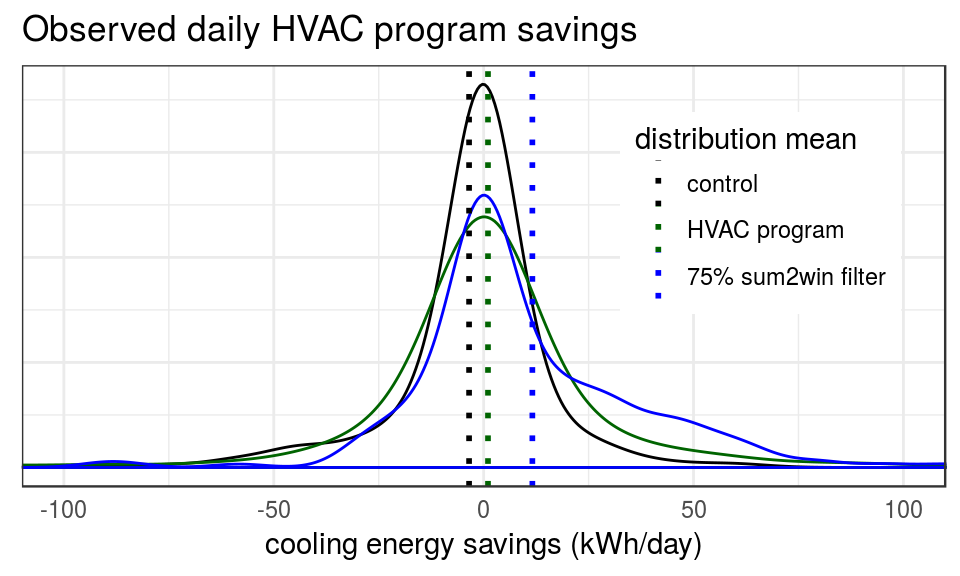 Observed daily HVAC program savings
distribution mean
control
HVAC program
75% sum2win filter
-100 -50 0 50 100
cooling energy savings (kWh/day)